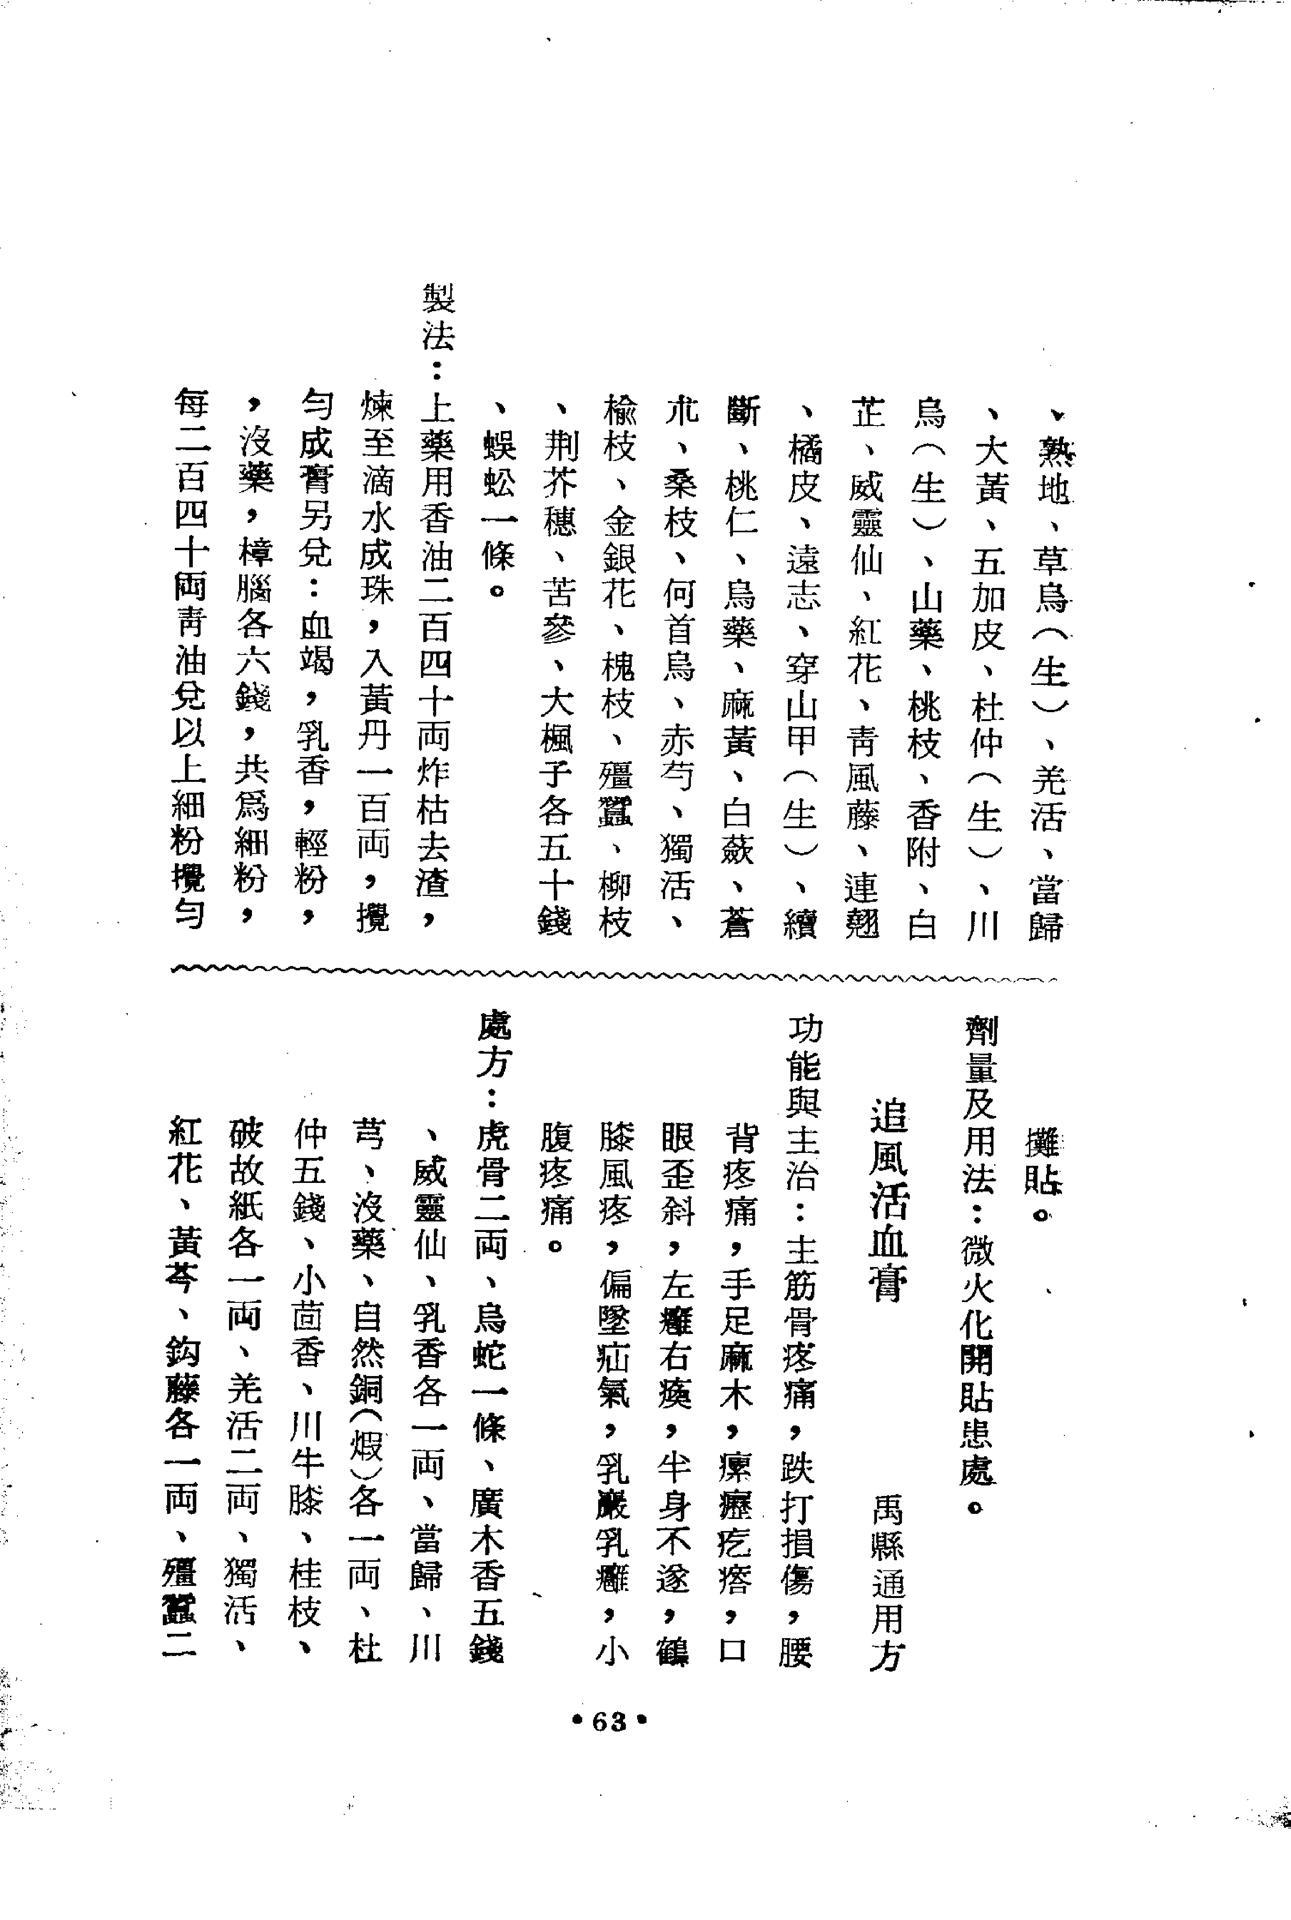 、熟地、草烏（生）、羌活、當歸
、大黃、五加皮、杜仲（生）、川
烏（生）、山藥、桃枝、香附、白
芷、威靈仙、紅花、靑風藤、連翹
、橘皮、遠志、穿山甲（生）、續
斷、桃仁、烏藥、麻黃、白蘞、蒼
朮、桑枝、何首烏、赤芍、獨活、
榆枝、金銀花、槐枝、殭蠶、柳枝
、荆芥穗、苦參、大楓子各五十錢
、蜈蚣一條。
製法：上藥用香油二百四十両炸枯去渣，
煉至滴水成珠，入黃丹一百両，攪
勻成膏另兌：血竭，乳香，輕粉，
，沒藥，樟腦各六錢，共爲細粉，
每二百四十両靑油兌以上細粉攪勻
攤貼。
劑量及用法：微火化開貼患處。
追風活血膏 禹縣通用方
功能與主治：主筋骨疼痛，跌打損傷，腰
背疼痛，手足麻木，瘰癧疙瘩，口
眼歪斜，左癱右瘓，半身不遂，鶴
膝風疼，偏墜疝氣，乳巖乳癰，小
腹疼痛。
處方：虎骨二両、烏蛇一條、廣木香五錢
、威靈仙、乳香各一両、當歸、川
芎、沒藥、自然銅（煆）各一両、杜
仲五錢、小茴香、川牛膝、桂枝、
破故紙各一両、羌活二両、獨活、
紅花、黃芩、鈎藤各一両、殭蠶二
•63•